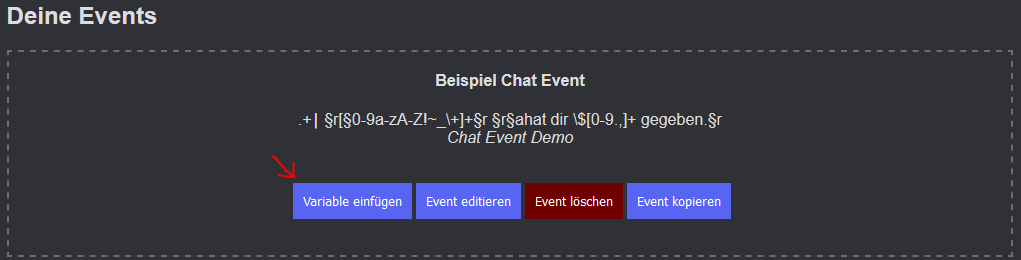 Deine Events
Beispiel Chat Event
.+| §r[§0-9a-zA-Z!~_\+]+§r §r§ahat dir \$[0-9.,]+ gegeben.§r
Chat Event Demo
Variable einfügen Event editieren Event löschen Event kopieren